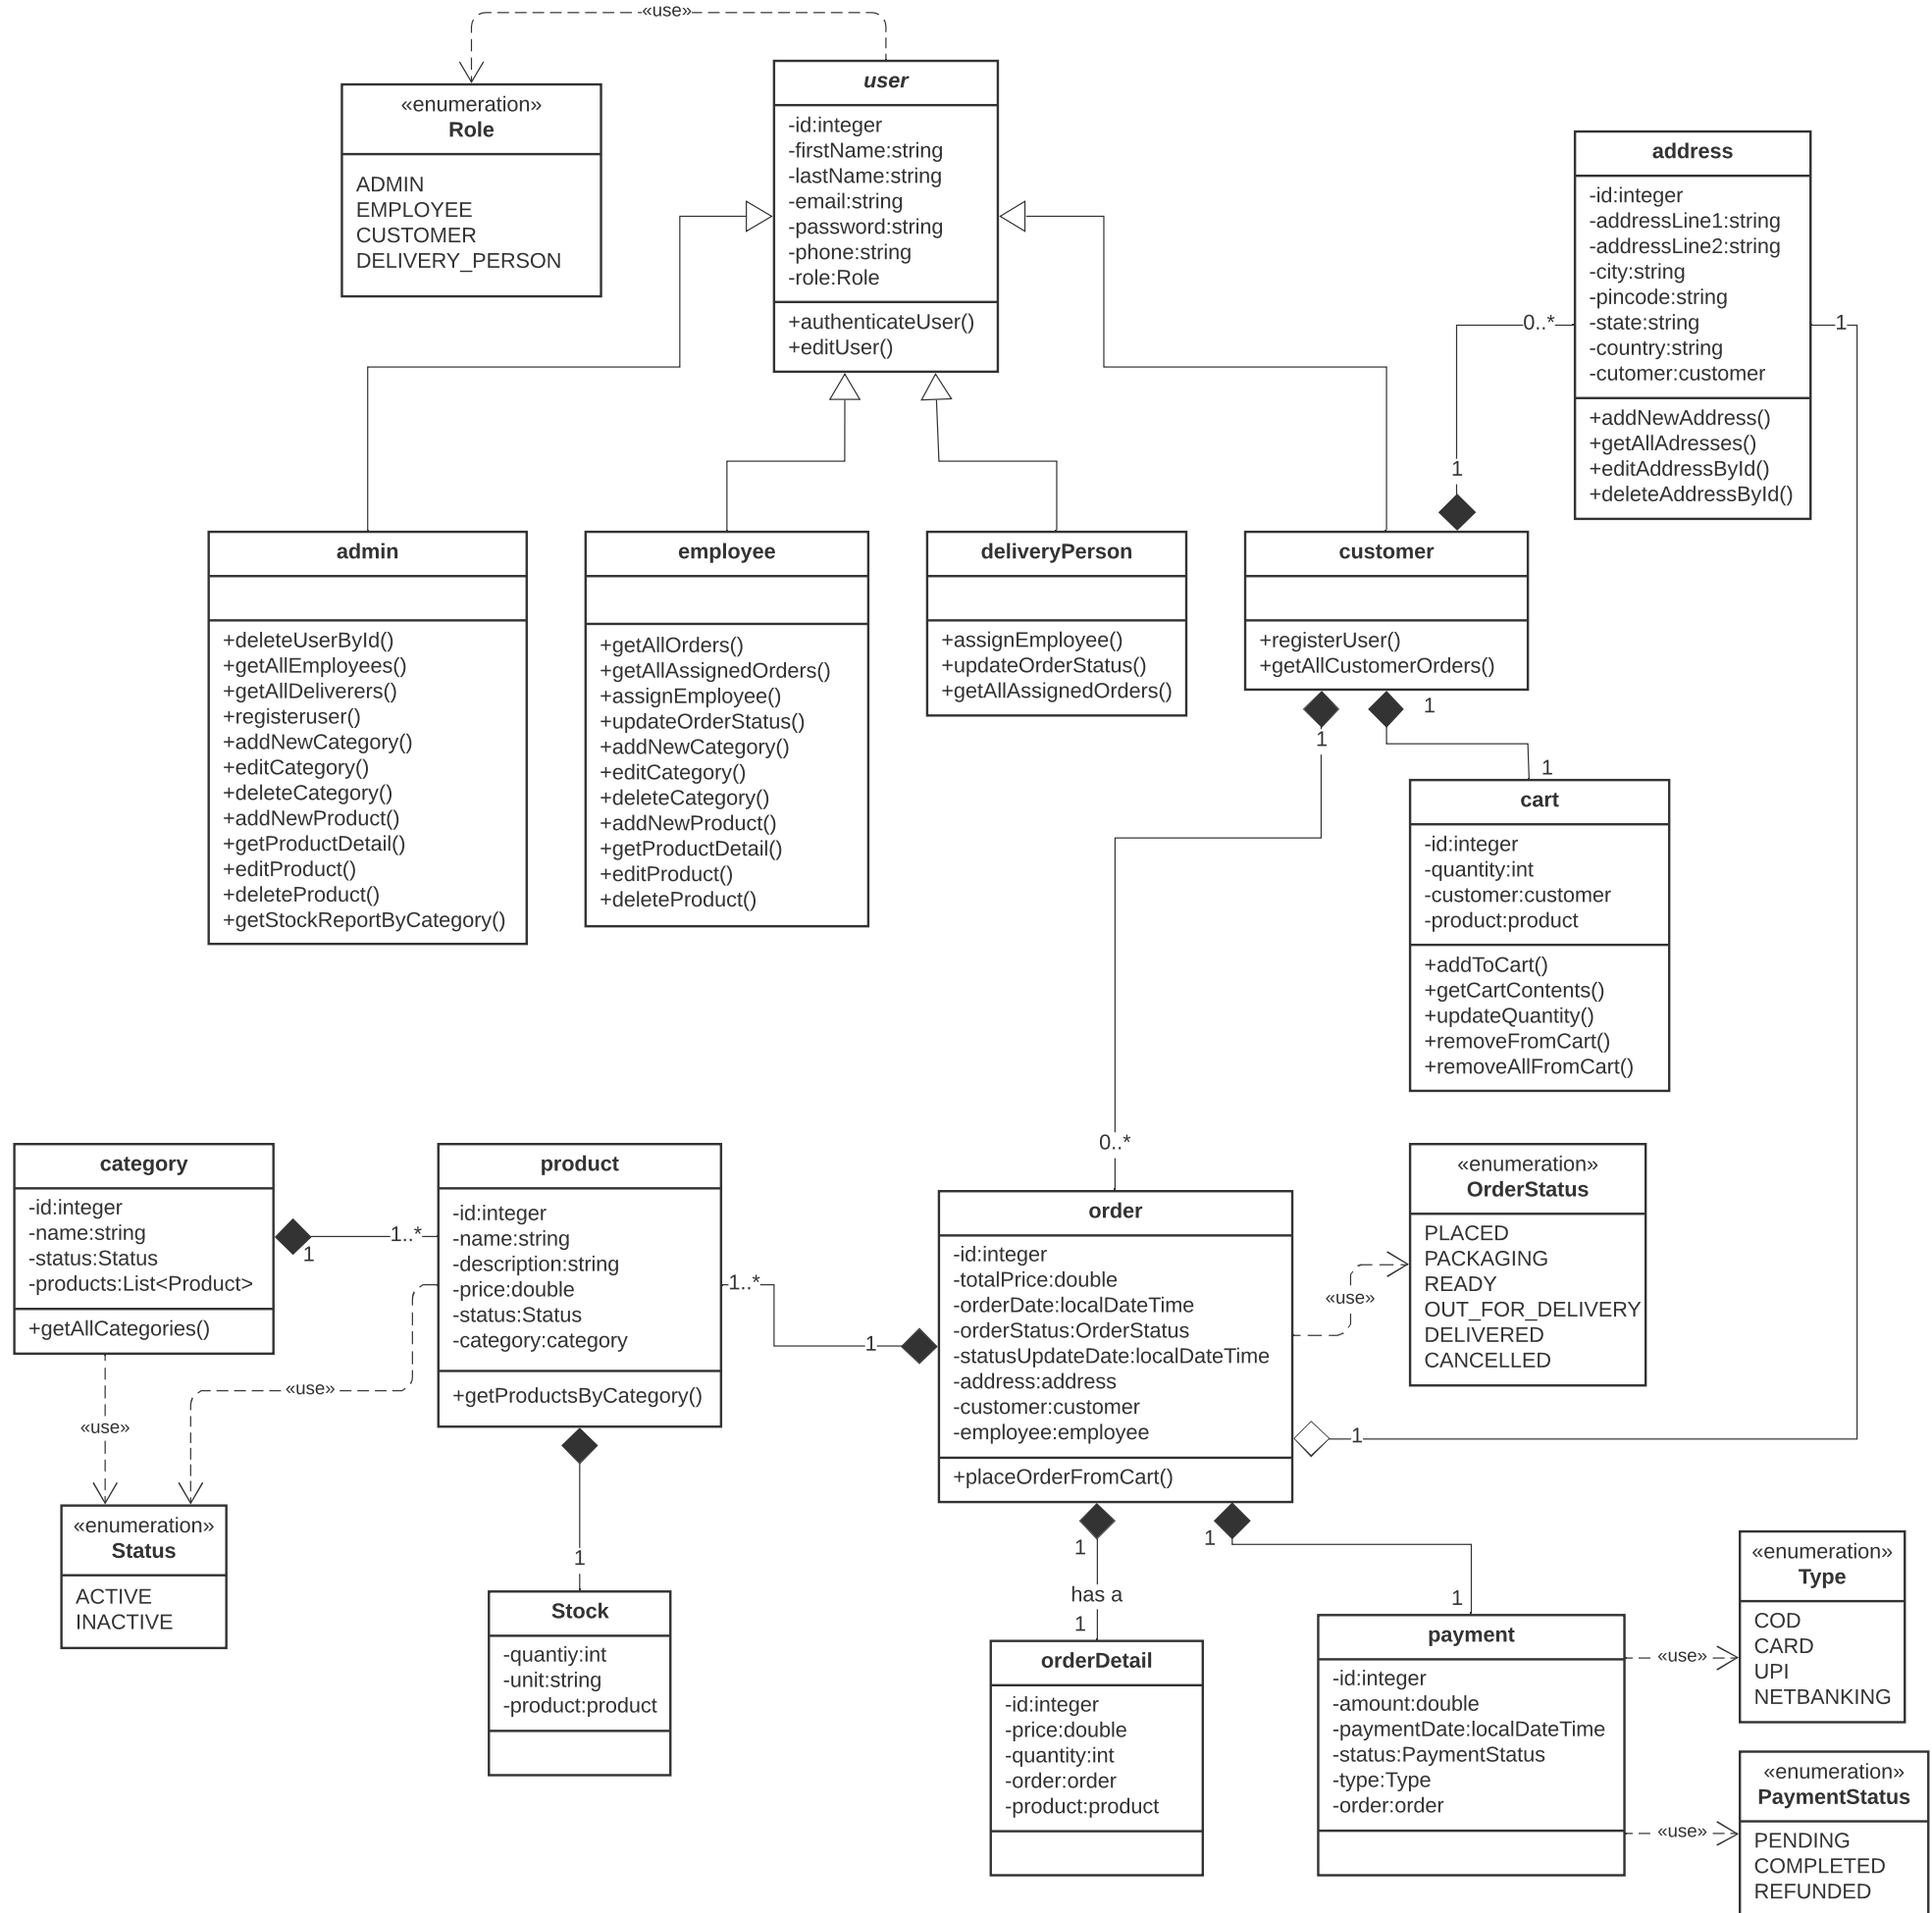 «use»
«enumeration»
Role
ADMIN
EMPLOYEE
CUSTOMER
DELIVERY_PERSON
user
-id:integer
-firstName:string
-lastName:string
-email:string
-password:string
-phone:string
-role:Role
+authenticateUser()
+editUser()
address
-id:integer
-addressLine1:string
-addressLine2:string
-city:string
-pincode:string
-state:string
-country:string
-cutomer:customer
+addNewAddress()
+getAllAdresses()
+editAddressById()
+deleteAddressById()
0..*
1
1
admin
+deleteUserById()
+getAllEmployees()
+getAllDeliverers()
+registeruser()
+addNewCategory()
+editCategory()
+deleteCategory()
+addNewProduct()
+getProductDetail()
+editProduct()
+deleteProduct()
+getStockReportByCategory()
employee
+getAllOrders()
+getAllAssignedOrders()
+assignEmployee()
+updateOrderStatus()
+addNewCategory()
+editCategory()
+deleteCategory()
+addNewProduct()
+getProductDetail()
+editProduct()
+deleteProduct()
deliveryPerson
+assignEmployee()
+updateOrderStatus()
+getAllAssignedOrders()
customer
+registerUser()
+getAllCustomerOrders()
1
1
1
cart
-id:integer
-quantity:int
-customer:customer
-product:product
+addToCart()
+getCartContents()
+updateQuantity()
+removeFromCart()
+removeAllFromCart()
0..*
category
-id:integer
-name:string
-status:Status
-products:List<Product>
+getAllCategories()
1
1..*
product
-id:integer
-name:string
-description:string
-price:double
-status:Status
-category:category
+getProductsByCategory()
1..*
1
order
-id:integer
-totalPrice:double
-orderDate:localDateTime
-orderStatus:OrderStatus
-statusUpdateDate:localDateTime
-address:address
-customer:customer
-employee:employee
+placeOrderFromCart()
«use»
«enumeration»
OrderStatus
PLACED
PACKAGING
READY
OUT_FOR_DELIVERY
DELIVERED
CANCELLED
1
«use»
«use»
«enumeration»
Status
ACTIVE
INACTIVE
1
Stock
-quantiy:int
-unit:string
-product:product
1
has a
1
orderDetail
-id:integer
-price:double
-quantity:int
-order:order
-product:product
1
1
payment
-id:integer
-amount:double
-paymentDate:localDateTime
-status:PaymentStatus
-type:Type
-order:order
«use»
«enumeration»
Type
COD
CARD
UPI
NETBANKING
«use»
«enumeration»
PaymentStatus
PENDING
COMPLETED
REFUNDED